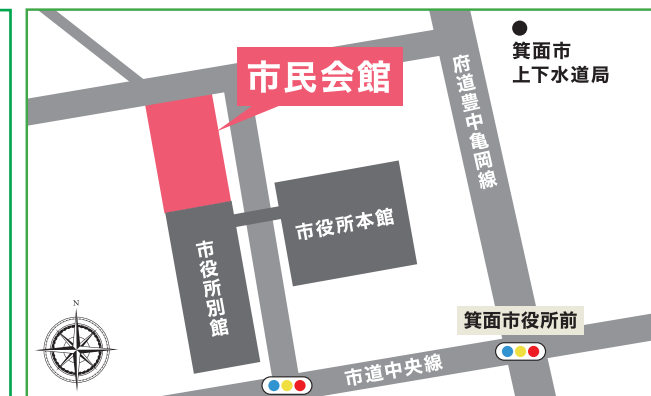 箕面市
上下水道局
市民会館
府道豊中亀岡線
市役所本館
市役所別館
箕面市役所前
市道中央線
N